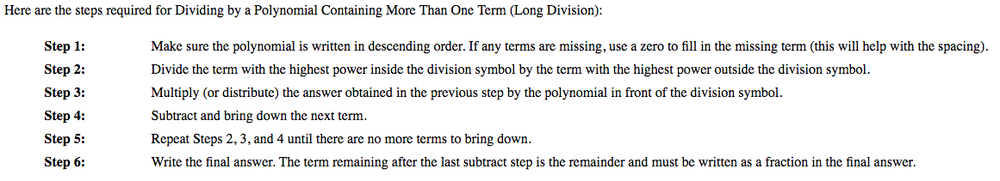 Here are the steps required for Dividing by a Polynomial Containing More Than One Term (Long Division):
Step 1: Make sure the polynomial is written in descending order. If any terms are missing, use a zero to fill in the missing term (this will help with the spacing).
Step 2: Divide the term with the highest power inside the division symbol by the term with the highest power outside the division symbol.
Step 3: Multiply (or distribute) the answer obtained in the previous step by the polynomial in front of the division symbol.
Step 4: Subtract and bring down the next term.
Step 5: Repeat Steps 2, 3, and 4 until there are no more terms to bring down.
Step 6: Write the final answer. The term remaining after the last subtract step is the remainder and must be written as a fraction in the final answer.